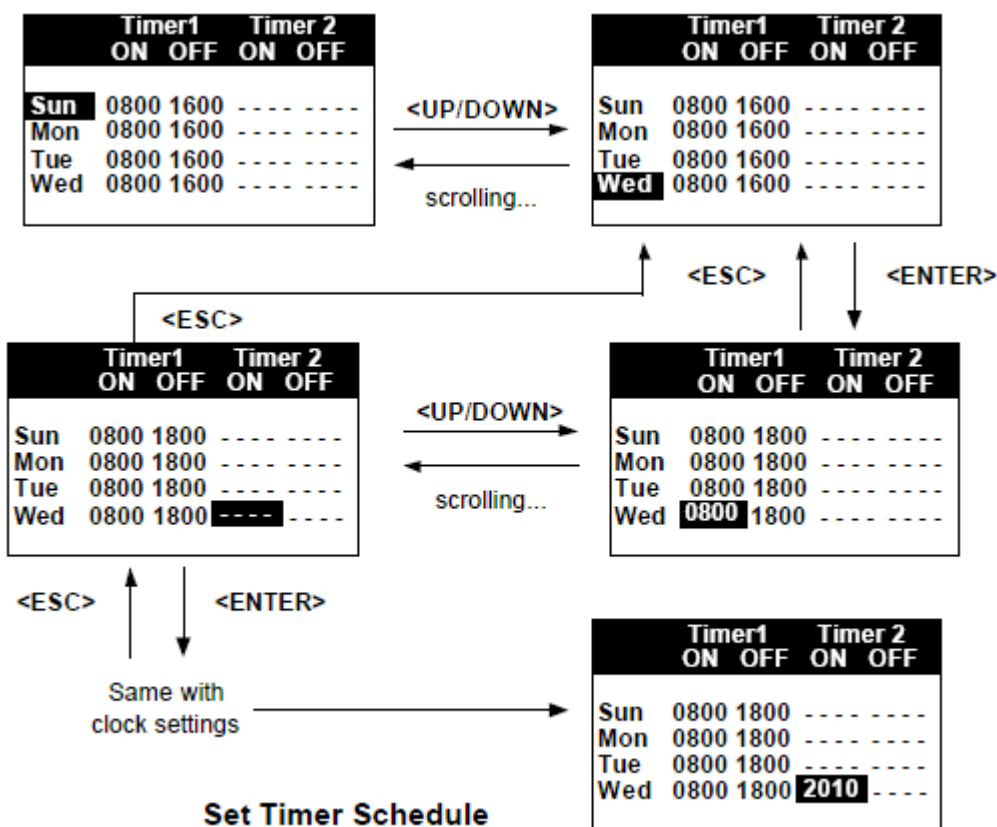 Timer1 Timer 2
ON OFF ON OFF
Sun 0800 1600 - - - - - - - -
Mon 0800 1600 - - - - - - - -
Tue 0800 1600 - - - - - - - -
Wed 0800 1600 - - - - - - - -
<UP/DOWN>
scrolling...
Timer1 Timer 2
ON OFF ON OFF
Sun 0800 1600 - - - - - - - -
Mon 0800 1600 - - - - - - - -
Tue 0800 1600 - - - - - - - -
Wed 0800 1600 - - - - - - - -
<ESC>
<ENTER>
<ESC>
Timer1 Timer 2
ON OFF ON OFF
Sun 0800 1800 - - - - - - - -
Mon 0800 1800 - - - - - - - -
Tue 0800 1800 - - - - - - - -
Wed 0800 1800 - - - - - - - -
<UP/DOWN>
scrolling...
Timer1 Timer 2
ON OFF ON OFF
Sun 0800 1800 - - - - - - - -
Mon 0800 1800 - - - - - - - -
Tue 0800 1800 - - - - - - - -
Wed 0800 1800 - - - - - - - -
<ESC>
<ENTER>
Same with
clock settings
Timer1 Timer 2
ON OFF ON OFF
Sun 0800 1800 - - - - - - - -
Mon 0800 1800 - - - - - - - -
Tue 0800 1800 - - - - - - - -
Wed 0800 1800 2010 - - - -
Set Timer Schedule